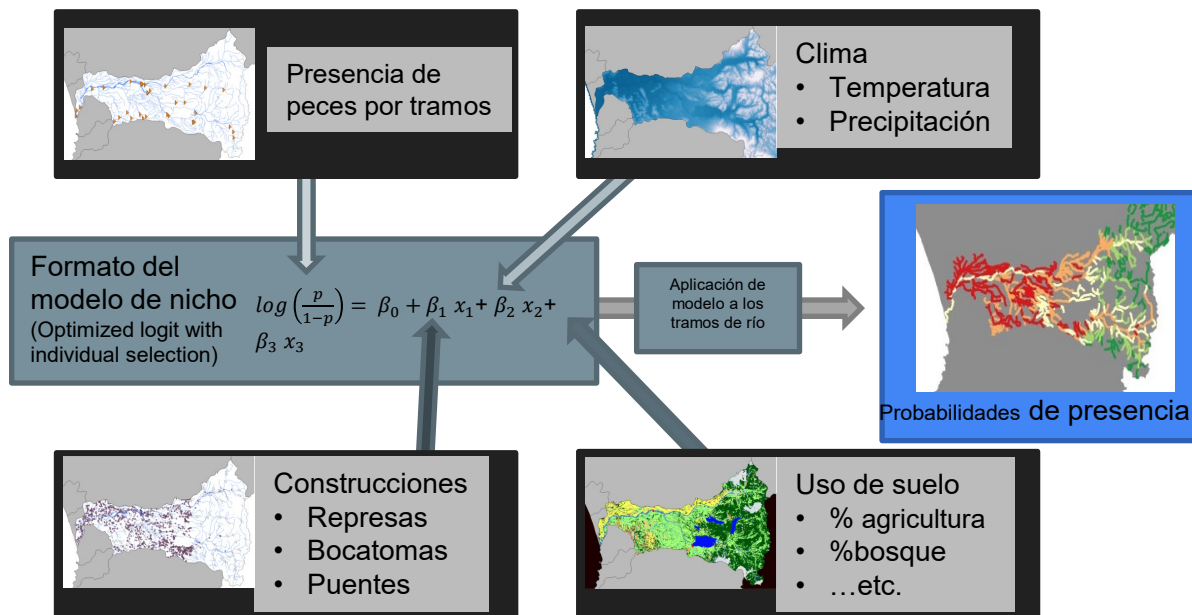 Presencia de
peces por tramos
Clima
• Temperatura
• Precipitación
Formato del
modelo de nicho
(Optimized logit with
individual selection)
log(p/(1−p)) = β₀ + β₁ x₁+ β₂ x₂+
β₃ x₃
Aplicación de
modelo a los
tramos de río
Probabilidades de presencia
Construcciones
• Represas
• Bocatomas
• Puentes
Uso de suelo
• % agricultura
• %bosque
• …etc.